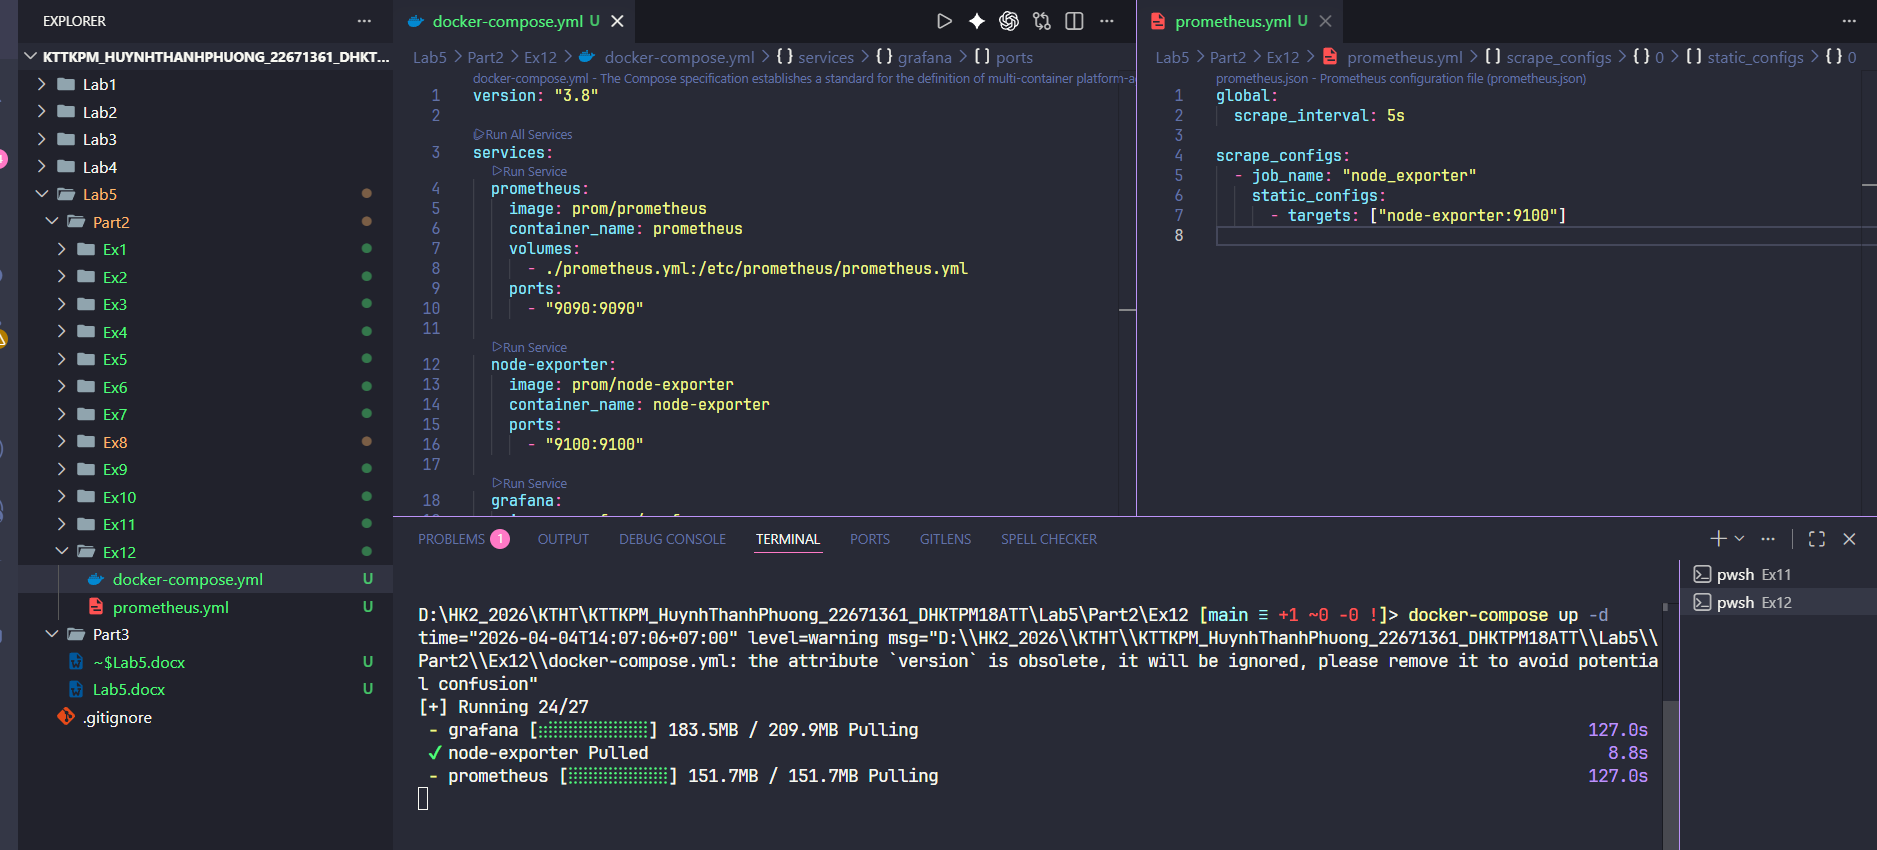 EXPLORER
KTTKPM_HUYNHTHANHPHUONG_22671361_DHKT...
Lab1
Lab2
Lab3
Lab4
Lab5
Part2
Ex1
Ex2
Ex3
Ex4
Ex5
Ex6
Ex7
Ex8
Ex9
Ex10
Ex11
Ex12
docker-compose.yml U
prometheus.yml U
Part3
~$Lab5.docx U
Lab5.docx U
.gitignore
docker-compose.yml U
Lab5 > Part2 > Ex12 > docker-compose.yml > {} services > {} grafana > [] ports
docker-compose.yml - The Compose specification establishes a standard for the definition of multi-container platform-a
1 version: "3.8"
2
Run All Services
3 services:
Run Service
4 prometheus:
5 image: prom/prometheus
6 container_name: prometheus
7 volumes:
8 - ./prometheus.yml:/etc/prometheus/prometheus.yml
9 ports:
10 - "9090:9090"
11
Run Service
12 node-exporter:
13 image: prom/node-exporter
14 container_name: node-exporter
15 ports:
16 - "9100:9100"
17
Run Service
18 grafana:
prometheus.yml U
Lab5 > Part2 > Ex12 > prometheus.yml > [] scrape_configs > {} 0 > [] static_configs > {} 0
prometheus.json - Prometheus configuration file (prometheus.json)
1 global:
2 scrape_interval: 5s
3
4 scrape_configs:
5 - job_name: "node_exporter"
6 static_configs:
7 - targets: ["node-exporter:9100"]
8
PROBLEMS 1 OUTPUT DEBUG CONSOLE TERMINAL PORTS GITLENS SPELL CHECKER
D:\HK2_2026\KTHT\KTTKPM_HuynhThanhPhuong_22671361_DHKTPM18ATT\Lab5\Part2\Ex12 [main ≡ +1 ~0 -0 !]> docker-compose up -d
time="2026-04-04T14:07:06+07:00" level=warning msg="D:\\HK2_2026\\KTHT\\KTTKPM_HuynhThanhPhuong_22671361_DHKTPM18ATT\\Lab5\\
Part2\\Ex12\\docker-compose.yml: the attribute `version` is obsolete, it will be ignored, please remove it to avoid potentia
l confusion"
[+] Running 24/27
- grafana [⣿⣿⣿⣿⣿⣿⣿⣿⣿⣿⣿] 183.5MB / 209.9MB Pulling 127.0s
✔ node-exporter Pulled 8.8s
- prometheus [⣿⣿⣿⣿⣿⣿⣿⣿⣿⣿] 151.7MB / 151.7MB Pulling 127.0s
pwsh Ex11
pwsh Ex12